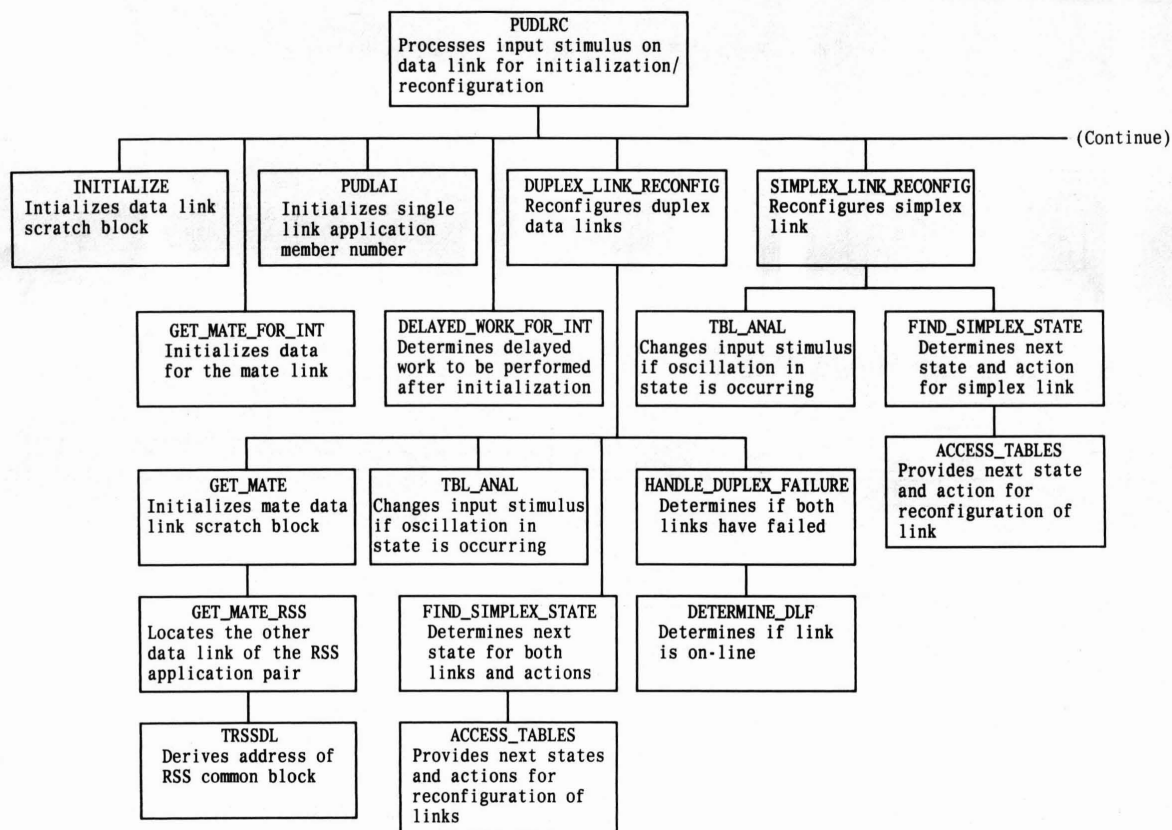 PUDLRC
Processes input stimulus on
data link for initialization/
reconfiguration
(Continue)
INITIALIZE
Intializes data link
scratch block
PUDLAI
Initializes single
link application
member number
DUPLEX_LINK_RECONFIG
Reconfigures duplex
data links
SIMPLEX_LINK_RECONFIG
Reconfigures simplex
link
GET_MATE_FOR_INT
Initializes data
for the mate link
DELAYED_WORK_FOR_INT
Determines delayed
work to be performed
after initialization
TBL_ANAL
Changes input stimulus
if oscillation in
state is occurring
FIND_SIMPLEX_STATE
Determines next
state and action
for simplex link
ACCESS_TABLES
Provides next state
and action for
reconfiguration of
link
GET_MATE
Initializes mate data
link scratch block
TBL_ANAL
Changes input stimulus
if oscillation in
state is occurring
HANDLE_DUPLEX_FAILURE
Determines if both
links have failed
GET_MATE_RSS
Locates the other
data link of the RSS
application pair
FIND_SIMPLEX_STATE
Determines next
state for both
links and actions
DETERMINE_DLF
Determines if link
is on-line
TRSSDL
Derives address of
RSS common block
ACCESS_TABLES
Provides next states
and actions for
reconfiguration of
links